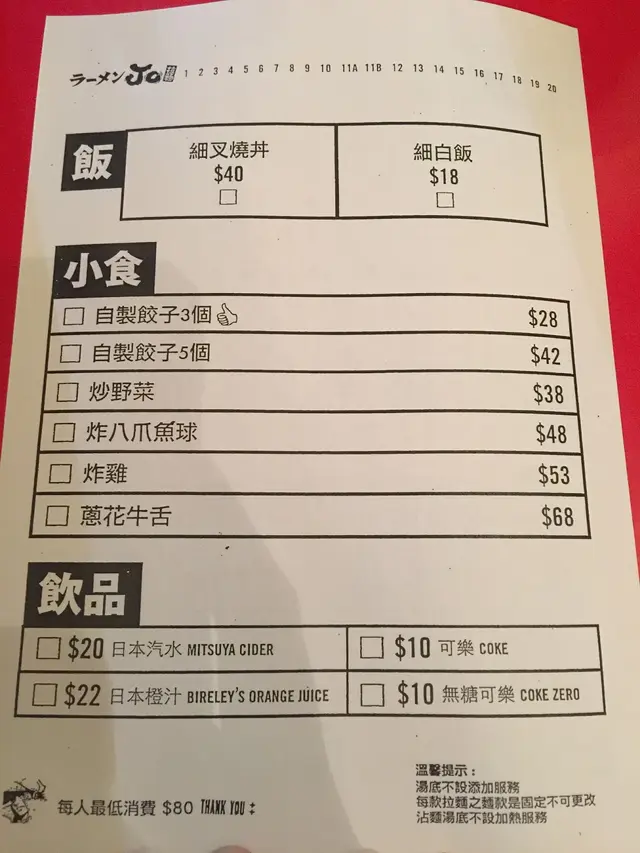 ラーメン Jo 1 2 3 4 5 6 7 8 9 10 11A 11B 12 13 14 15 16 17 18 19 20
飯
細叉燒丼
$40
細白飯
$18
小食
自製餃子3個 $28
自製餃子5個 $42
炒野菜 $38
炸八爪魚球 $48
炸雞 $53
蔥花牛舌 $68
飲品
$20 日本汽水 MITSUYA CIDER
$10 可樂 COKE
$22 日本橙汁 BIRELEY'S ORANGE JUICE
$10 無糖可樂 COKE ZERO
每人最低消費 $80 THANK YOU
溫馨提示：
湯底不設添加服務
每款拉麵之麵款是固定不可更改
沾麵湯底不設加熱服務